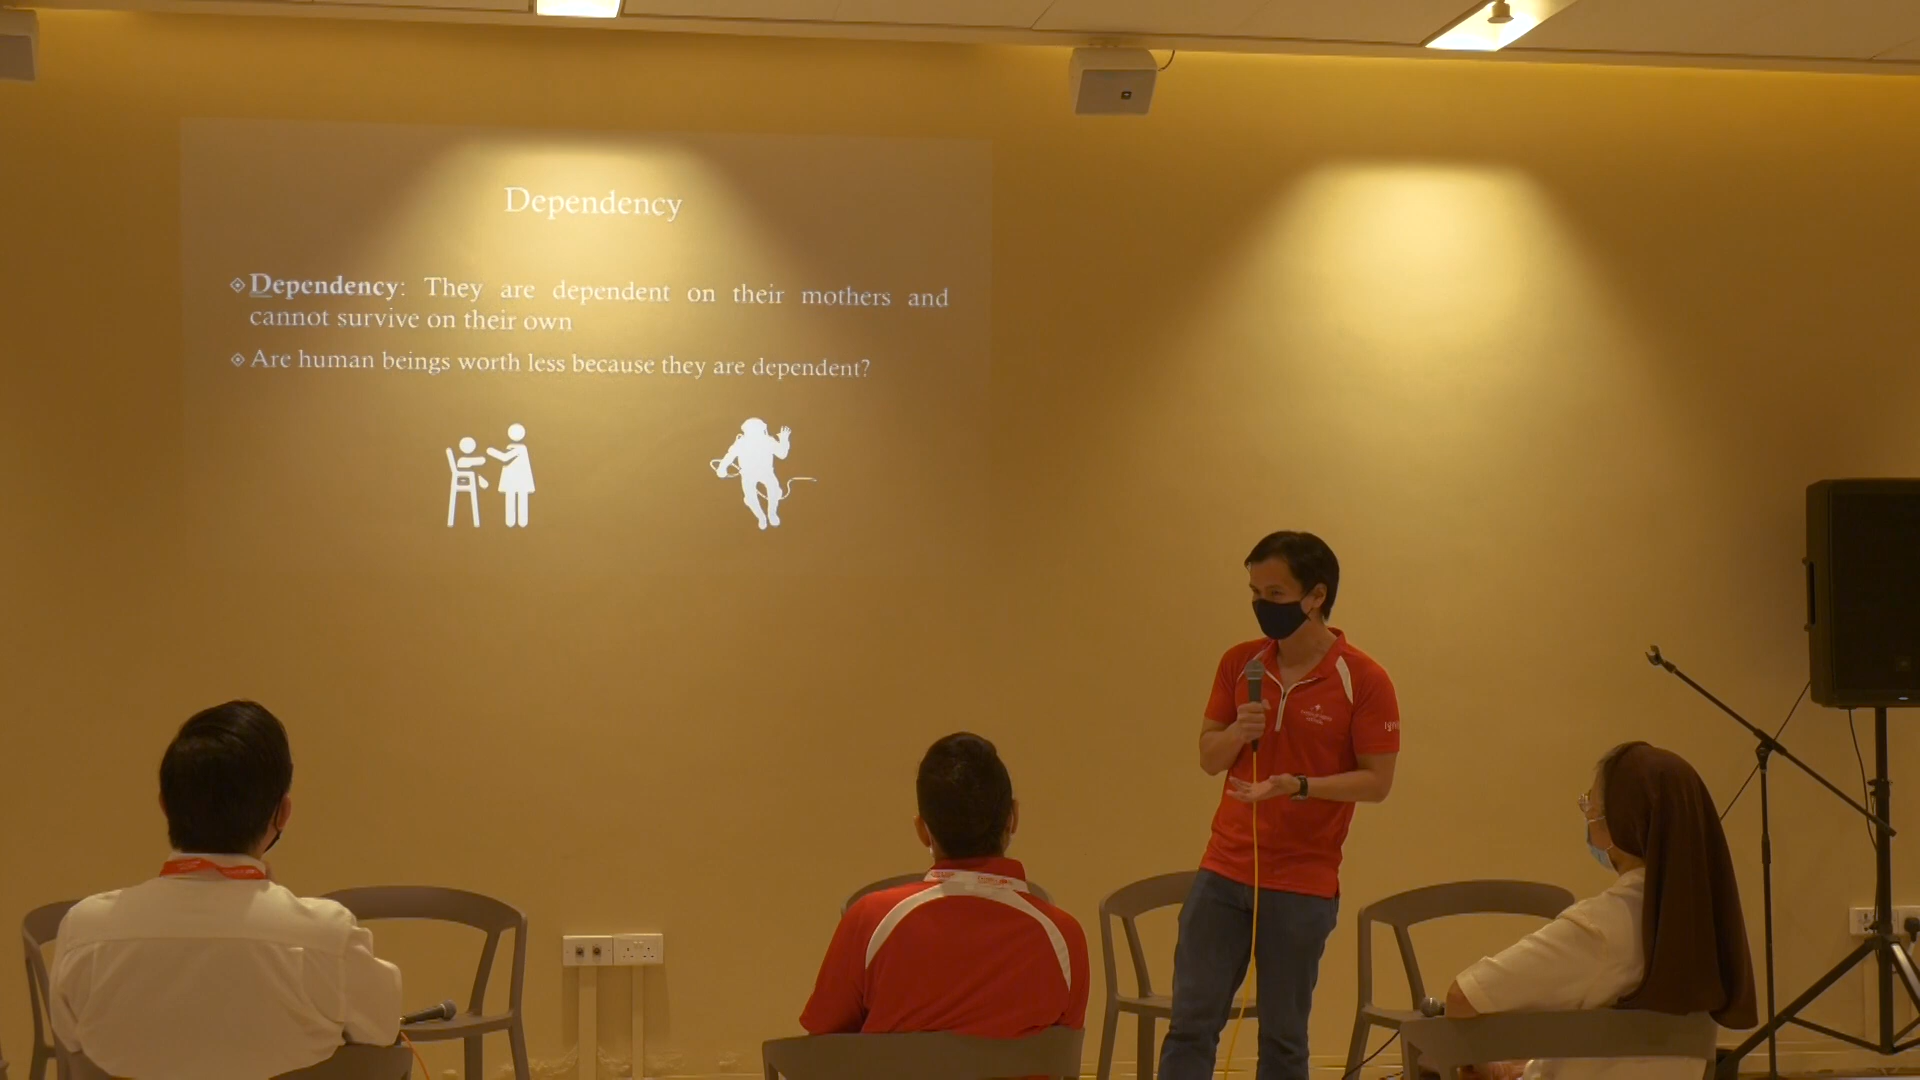 Dependency
Dependency: They are dependent on their mothers and
cannot survive on their own
Are human beings worth less because they are dependent?